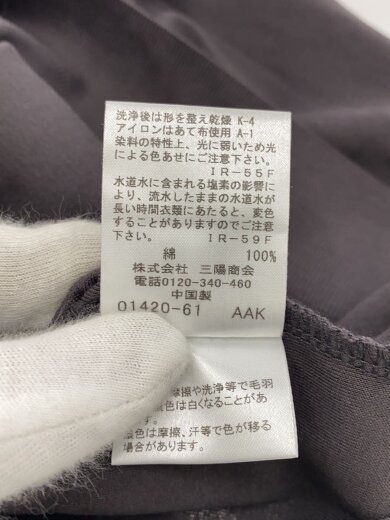 洗浄後は形を整え乾燥 K-4
アイロンはあて布使用 A-1
染料の特性上、光に弱いため光
による色あせにご注意下さい。
IR-55F
水道水に含まれる塩素の影響に
より、流水したままの水道水が
長い時間衣類にあたると、変色
することがありますのでご注意
下さい。 IR-59F
綿 100%
株式会社 三陽商会
電話0120-340-460
中国製
01420-61 AAK
摩擦や洗浄等で毛羽
色は白くなることがあ
す。
色は摩擦、汗等で色が移る
場合があります。